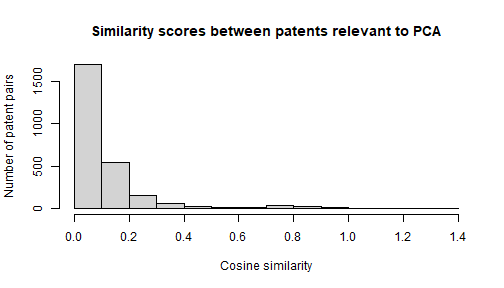 Similarity scores between patents relevant to PCA
Number of patent pairs
1500
1000
500
0
0.0 0.2 0.4 0.6 0.8 1.0 1.2 1.4
Cosine similarity